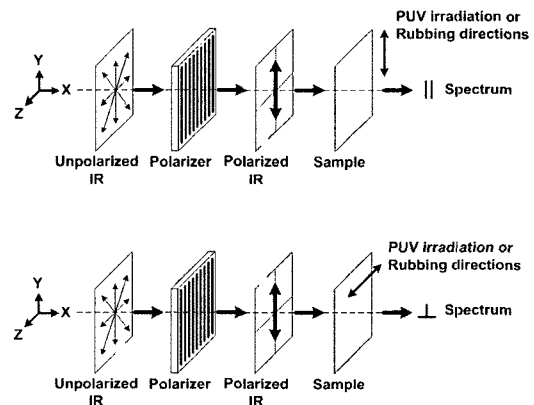 PUV irradiation or
Rubbing directions
Y
X
Z
|| Spectrum
Unpolarized Polarizer Polarized Sample
IR IR
PUV irradiation or
Rubbing directions
Y
X
Z
⊥ Spectrum
Unpolarized Polarizer Polarized Sample
IR IR